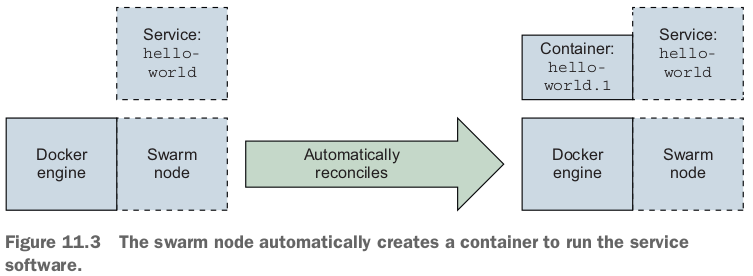 Service:
hello-
world
Docker
engine
Swarm
node
Automatically
reconciles
Container:
hello-
world.1
Service:
hello-
world
Docker
engine
Swarm
node
Figure 11.3 The swarm node automatically creates a container to run the service
software.